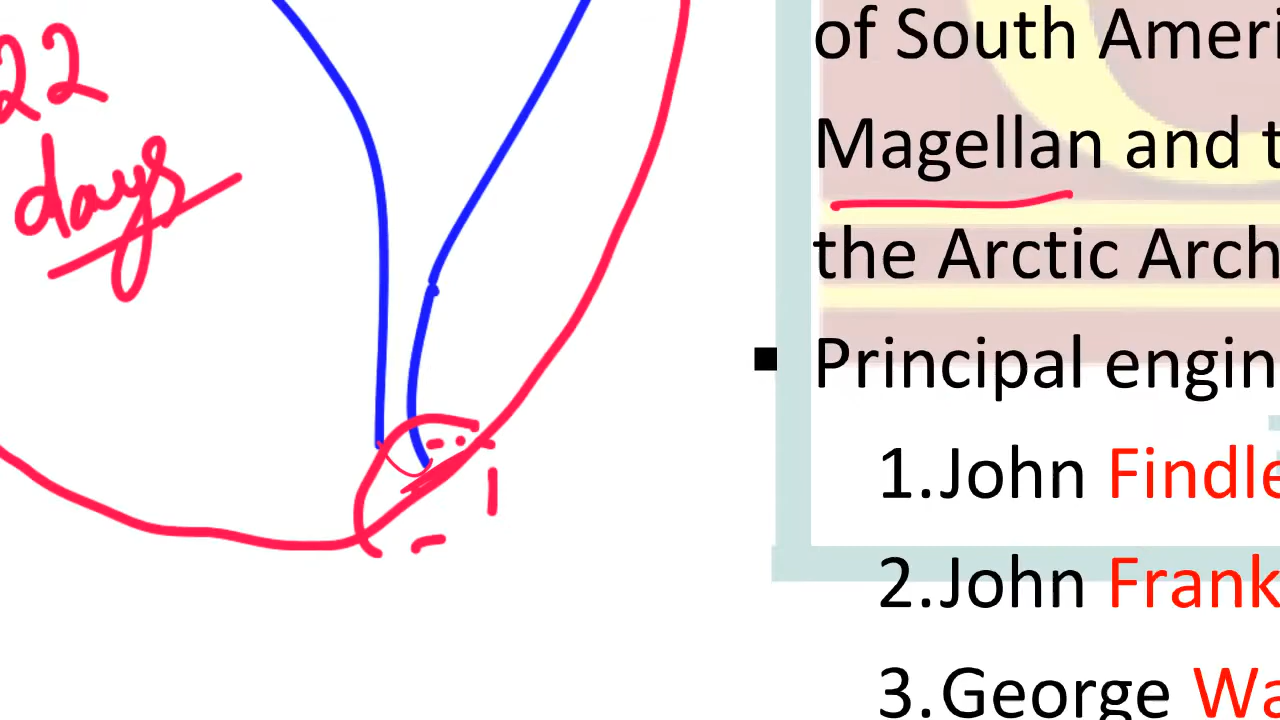 22
days
of South Ameri
Magellan and t
the Arctic Arch
▪ Principal engin
1. John Findle
2. John Frank
3. George Wa